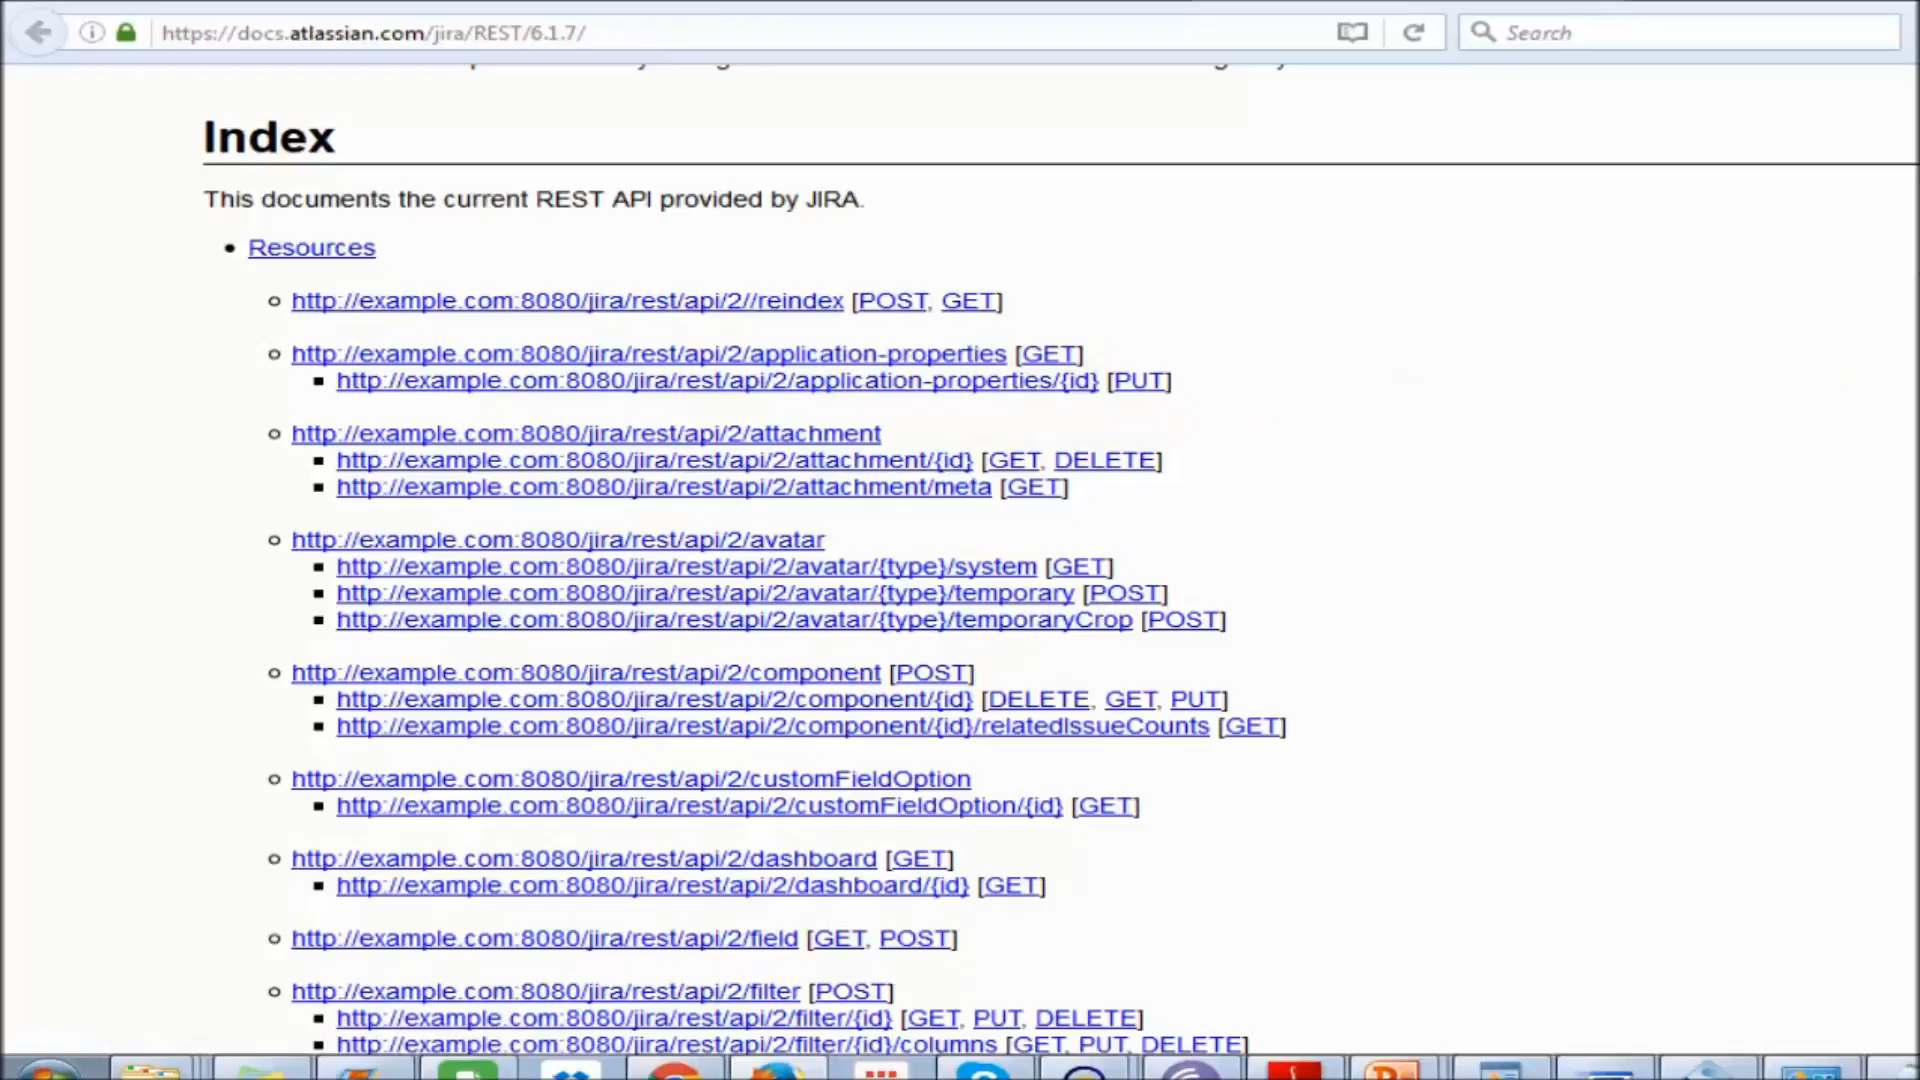 https://docs.atlassian.com/jira/REST/6.1.7/
Search
Index
This documents the current REST API provided by JIRA.
Resources
http://example.com:8080/jira/rest/api/2//reindex [POST, GET]
http://example.com:8080/jira/rest/api/2/application-properties [GET]
http://example.com:8080/jira/rest/api/2/application-properties/{id} [PUT]
http://example.com:8080/jira/rest/api/2/attachment
http://example.com:8080/jira/rest/api/2/attachment/{id} [GET, DELETE]
http://example.com:8080/jira/rest/api/2/attachment/meta [GET]
http://example.com:8080/jira/rest/api/2/avatar
http://example.com:8080/jira/rest/api/2/avatar/{type}/system [GET]
http://example.com:8080/jira/rest/api/2/avatar/{type}/temporary [POST]
http://example.com:8080/jira/rest/api/2/avatar/{type}/temporaryCrop [POST]
http://example.com:8080/jira/rest/api/2/component [POST]
http://example.com:8080/jira/rest/api/2/component/{id} [DELETE, GET, PUT]
http://example.com:8080/jira/rest/api/2/component/{id}/relatedIssueCounts [GET]
http://example.com:8080/jira/rest/api/2/customFieldOption
http://example.com:8080/jira/rest/api/2/customFieldOption/{id} [GET]
http://example.com:8080/jira/rest/api/2/dashboard [GET]
http://example.com:8080/jira/rest/api/2/dashboard/{id} [GET]
http://example.com:8080/jira/rest/api/2/field [GET, POST]
http://example.com:8080/jira/rest/api/2/filter [POST]
http://example.com:8080/jira/rest/api/2/filter/{id} [GET, PUT, DELETE]
http://example.com:8080/jira/rest/api/2/filter/{id}/columns [GET, PUT, DELETE]